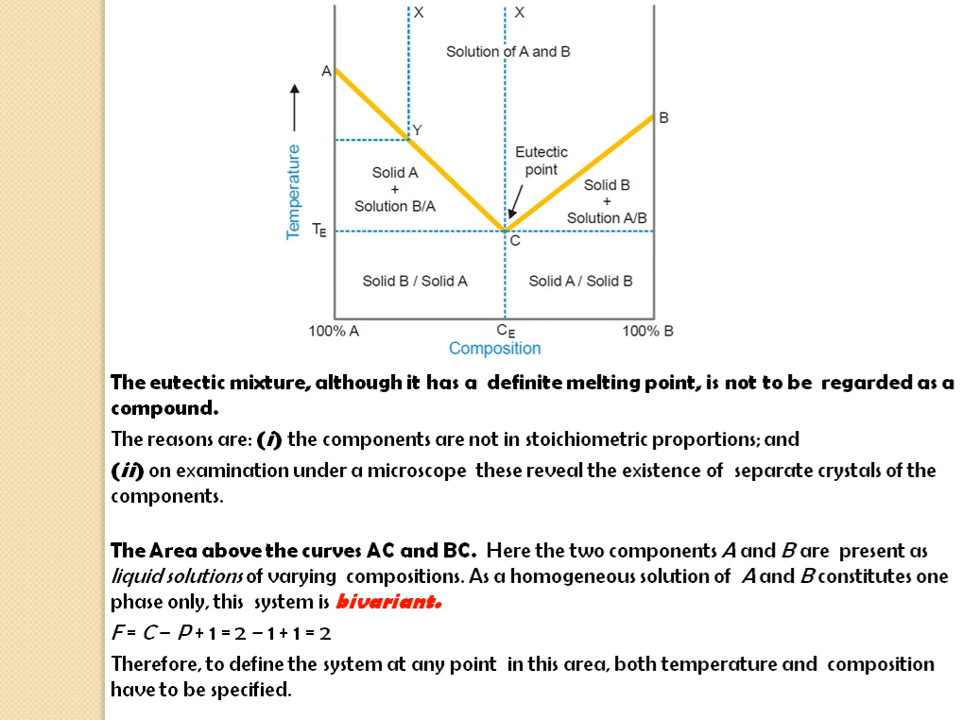 X X
Solution of A and B
A
B
Y
Eutectic
point
Solid A
+
Solution B/A
Solid B
+
Solution A/B
Temperature
TE
C
Solid B / Solid A Solid A / Solid B
100% A CE 100% B
Composition
The eutectic mixture, although it has a definite melting point, is not to be regarded as a
compound.
The reasons are: (i) the components are not in stoichiometric proportions; and
(ii) on examination under a microscope these reveal the existence of separate crystals of the
components.
The Area above the curves AC and BC. Here the two components A and B are present as
liquid solutions of varying compositions. As a homogeneous solution of A and B constitutes one
phase only, this system is bivariant.
F = C – P + 1 = 2 – 1 + 1 = 2
Therefore, to define the system at any point in this area, both temperature and composition
have to be specified.